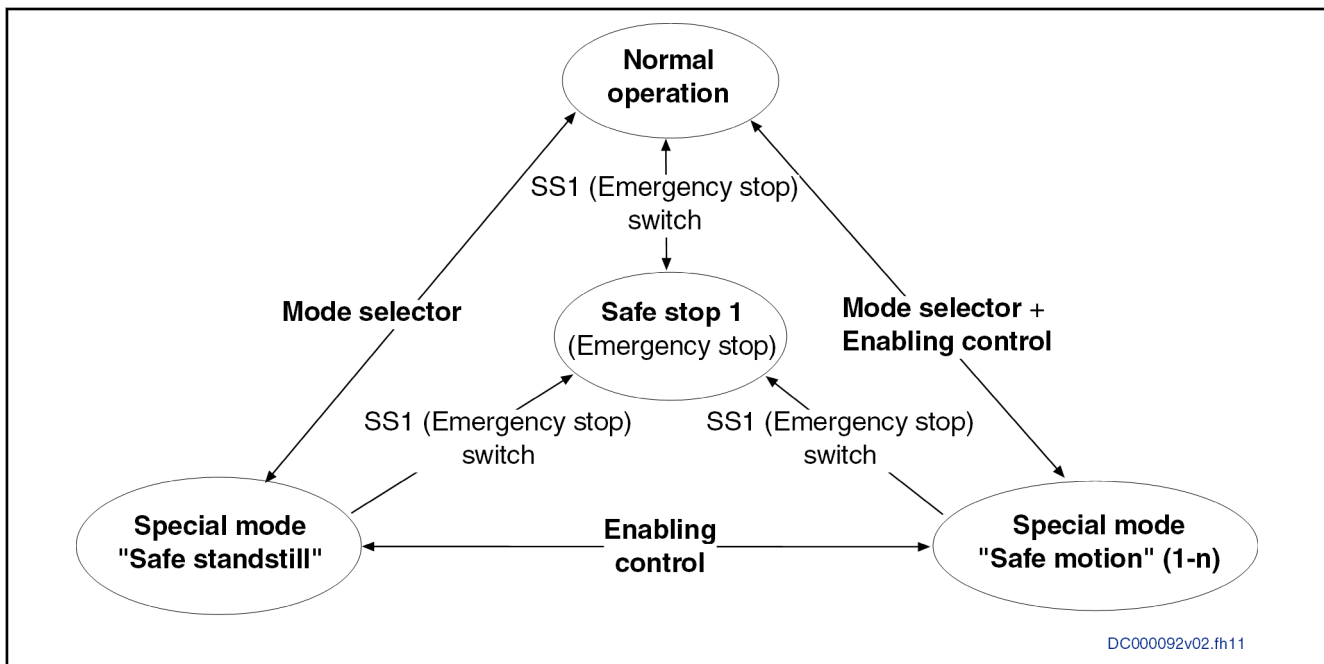 Normal
operation
SS1 (Emergency stop)
switch
Mode selector
Safe stop 1
(Emergency stop)
Mode selector +
Enabling control
SS1 (Emergency stop)
switch
SS1 (Emergency stop)
switch
Special mode
"Safe standstill"
Enabling
control
Special mode
"Safe motion" (1-n)
DC000092v02.fh11